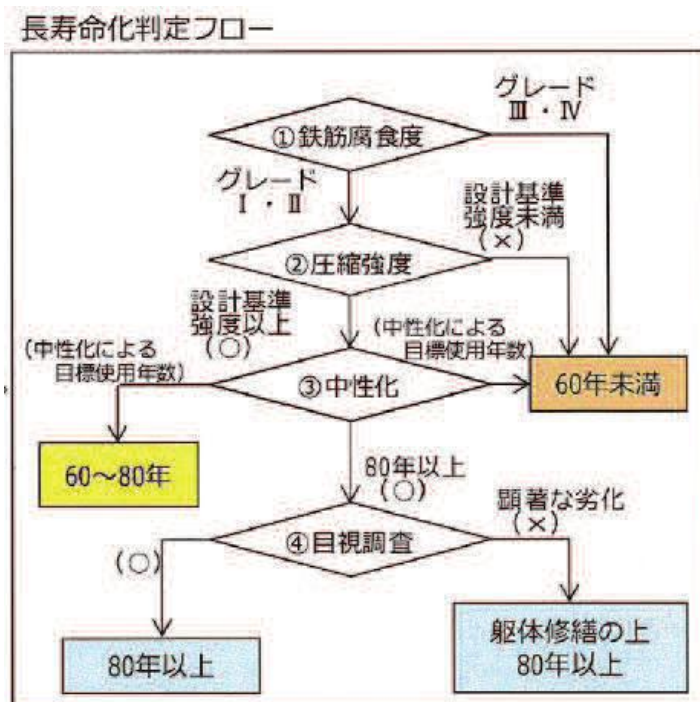 長寿命化判定フロー
グレード
Ⅲ・Ⅳ
①鉄筋腐食度
グレード
Ⅰ・Ⅱ
設計基準
強度未満
(×)
②圧縮強度
設計基準
強度以上
(○)
(中性化による
目標使用年数)
(中性化による
目標使用年数)
③中性化
60年未満
60～80年
80年以上
(○)
顕著な劣化
(×)
④目視調査
(○)
80年以上
躯体修繕の上
80年以上